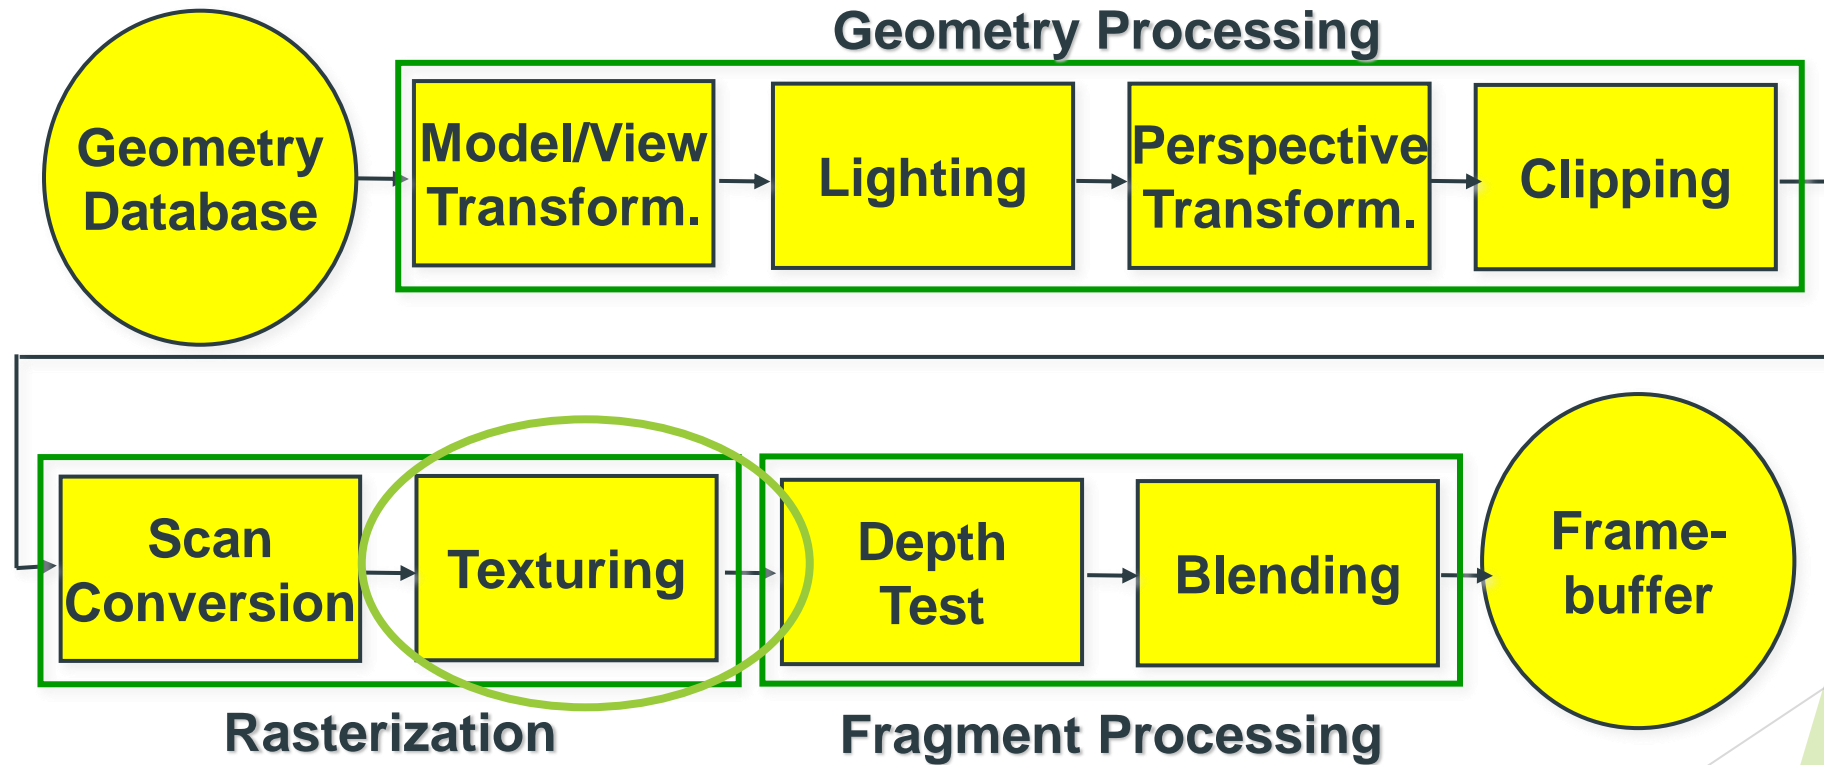 Geometry Processing
Geometry
Database
Model/View
Transform.
Lighting
Perspective
Transform.
Clipping
Scan
Conversion
Texturing
Depth
Test
Blending
Frame-
buffer
Rasterization
Fragment Processing